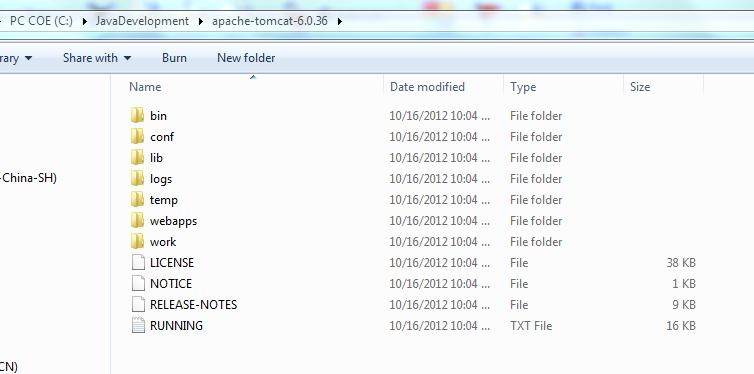 PC COE (C:) JavaDevelopment apache-tomcat-6.0.36
rary Share with Burn New folder
Name Date modified Type Size
bin 10/16/2012 10:04 ... File folder
conf 10/16/2012 10:04 ... File folder
lib 10/16/2012 10:04 ... File folder
-China-SH)
logs 10/16/2012 10:04 ... File folder
temp 10/16/2012 10:04 ... File folder
webapps 10/16/2012 10:04 ... File folder
work 10/16/2012 10:04 ... File folder
LICENSE 10/16/2012 10:04 ... File 38 KB
NOTICE 10/16/2012 10:04 ... File 1 KB
RELEASE-NOTES 10/16/2012 10:04 ... File 9 KB
RUNNING 10/16/2012 10:04 ... TXT File 16 KB
CN)